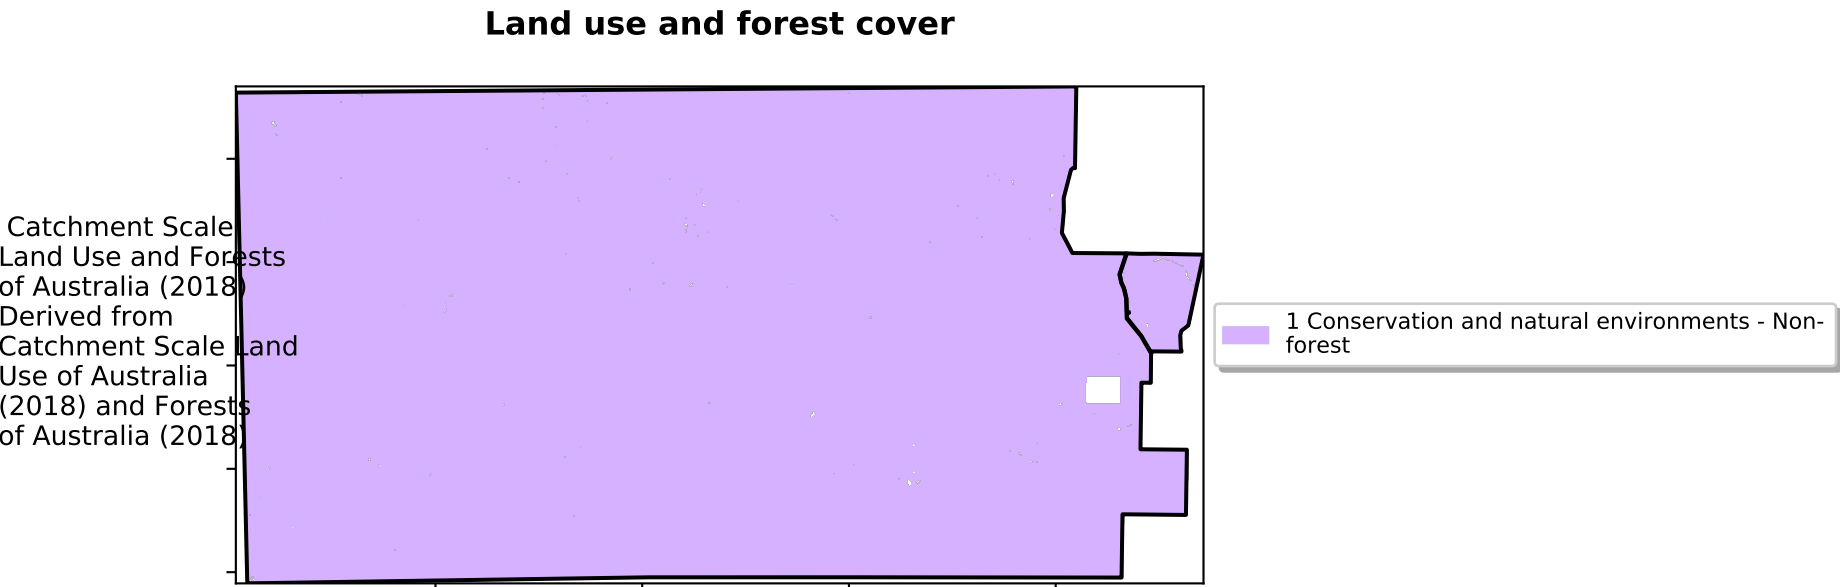 Land use and forest cover
Catchment Scale
Land Use and Forests
of Australia (2018)
Derived from
Catchment Scale Land
Use of Australia
(2018) and Forests
of Australia (2018)
1 Conservation and natural environments - Non-
forest